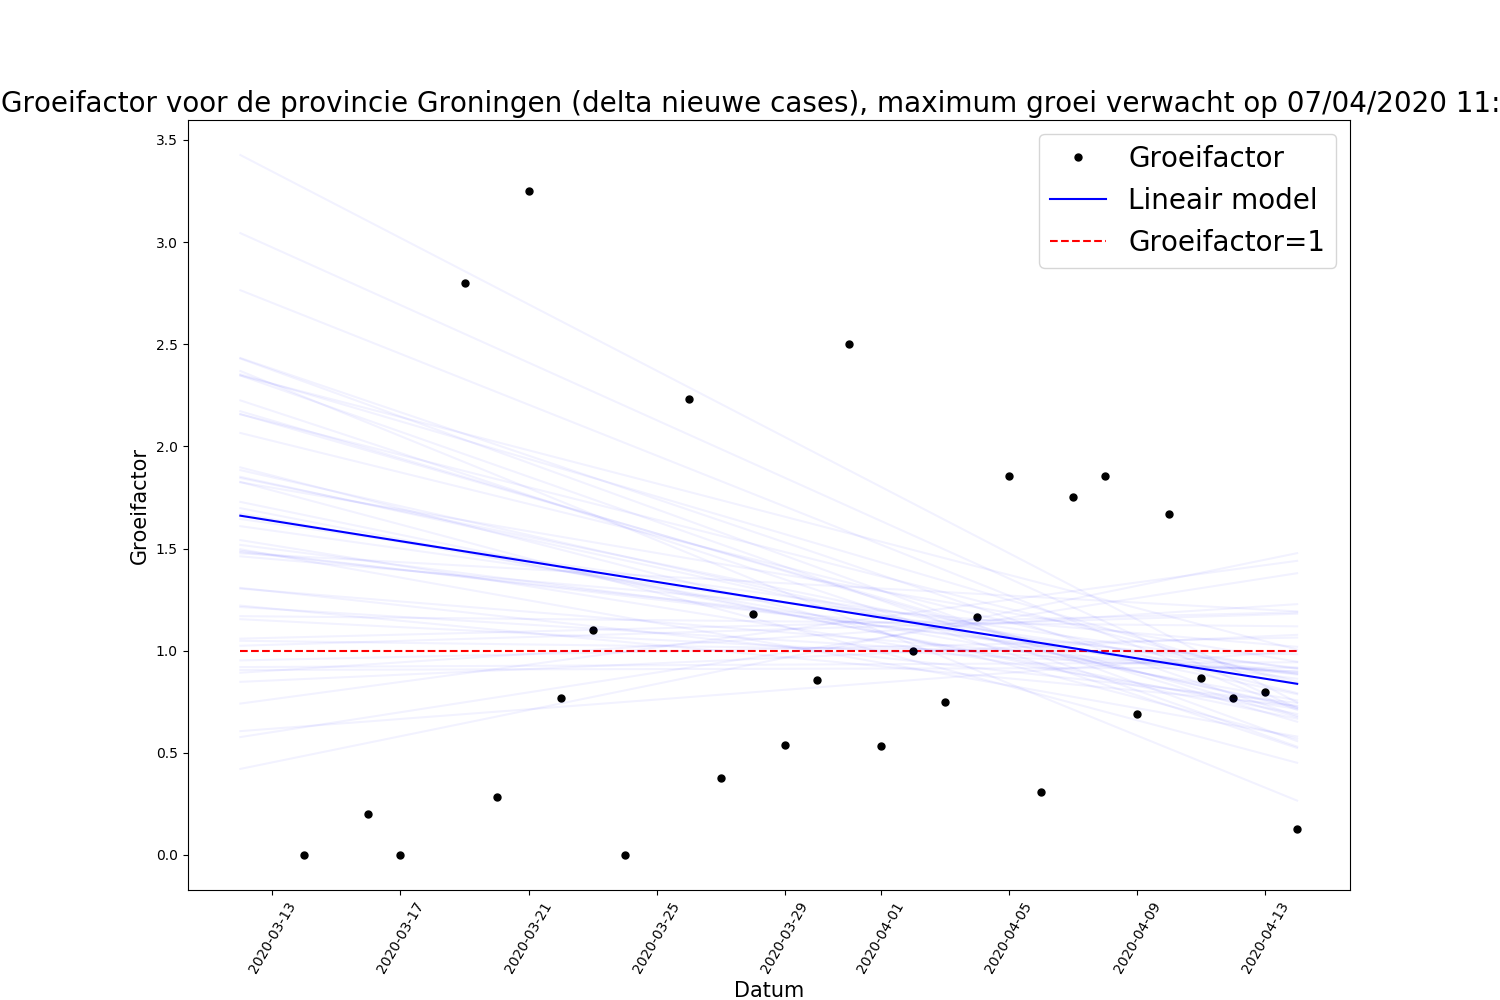 Groeifactor voor de provincie Groningen (delta nieuwe cases), maximum groei verwacht op 07/04/2020 11:
3.5
3.0
2.5
2.0
1.5
1.0
0.5
0.0
Groeifactor
Groeifactor
Lineair model
Groeifactor=1
2020-03-13
2020-03-17
2020-03-21
2020-03-25
2020-03-29
2020-04-01
2020-04-05
2020-04-09
2020-04-13
Datum